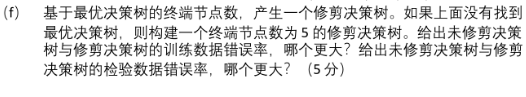 (f) 基于最优决策树的终端节点数，产生一个修剪决策树。如果上面没有找到
最优决策树，则构建一个终端节点数为 5 的修剪决策树。给出未修剪决策
树与修剪决策树的训练数据错误率，哪个更大？给出未修剪决策树与修剪
决策树的检验数据错误率，哪个更大？（5 分）